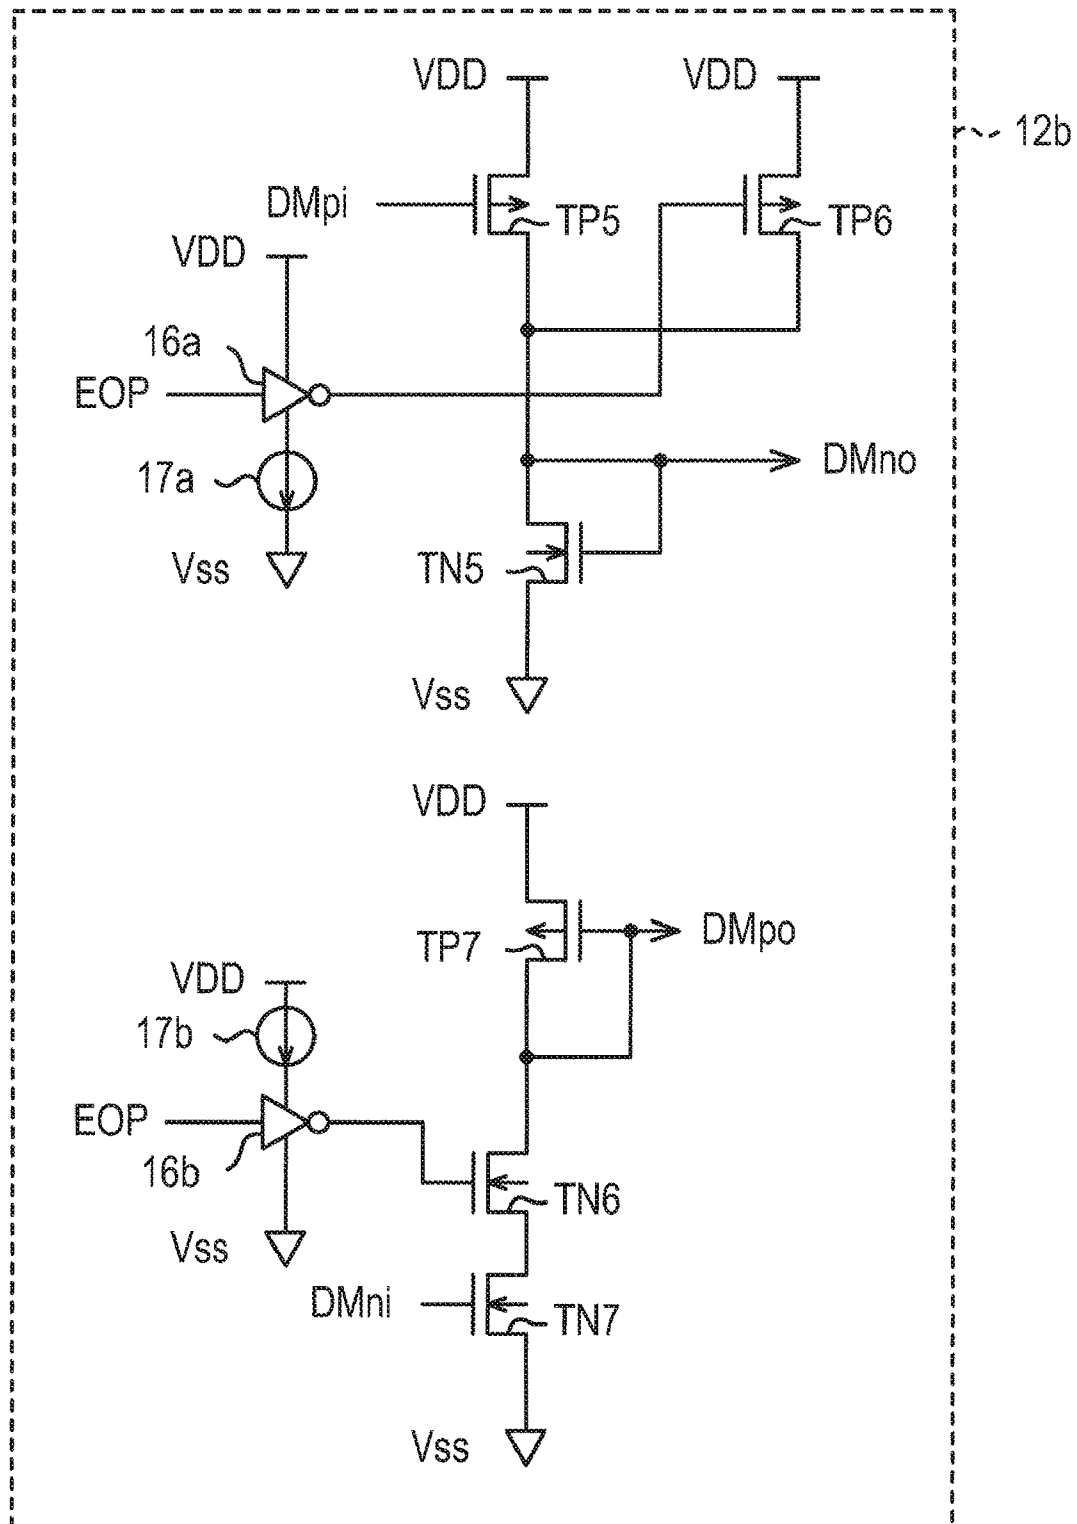 VDD
VDD
12b
DMpi
TP5
TP6
VDD
16a
EOP
17a
DMno
Vss
TN5
Vss
VDD
TP7
DMpo
VDD
17b
EOP
16b
TN6
Vss
DMni
TN7
Vss